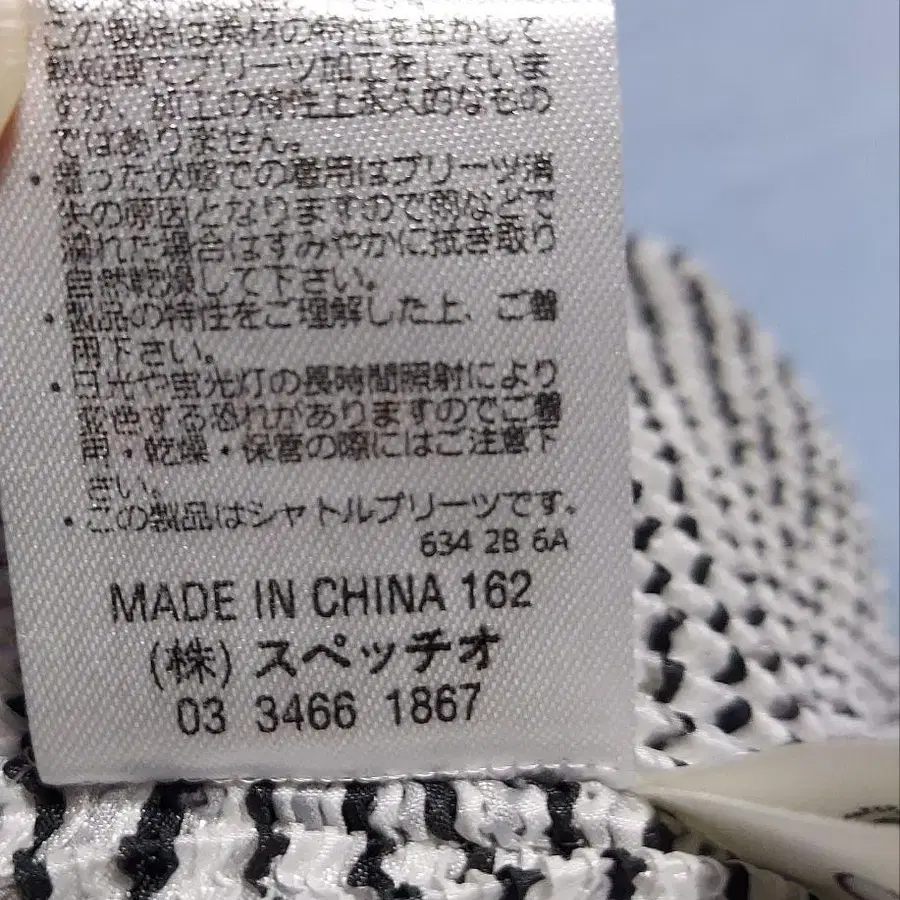 この製品は素材の特性を生かして
熱処理でプリーツ加工をしていま
すが、加工の特性上永久的なもの
ではありません。
・湿った状態での着用はプリーツ消
失の原因となりますので雨などで
濡れた場合はすみやかに拭き取り
自然乾燥して下さい。
・製品の特性をご理解した上、ご着
用下さい。
・日光や蛍光灯の長時間照射により
変色する恐れがありますのでご着
用・乾燥・保管の際にはご注意下
さい。
・この製品はシャトルプリーツです。
634 2B 6A
MADE IN CHINA 162
(株) スペッチオ
03 3466 1867